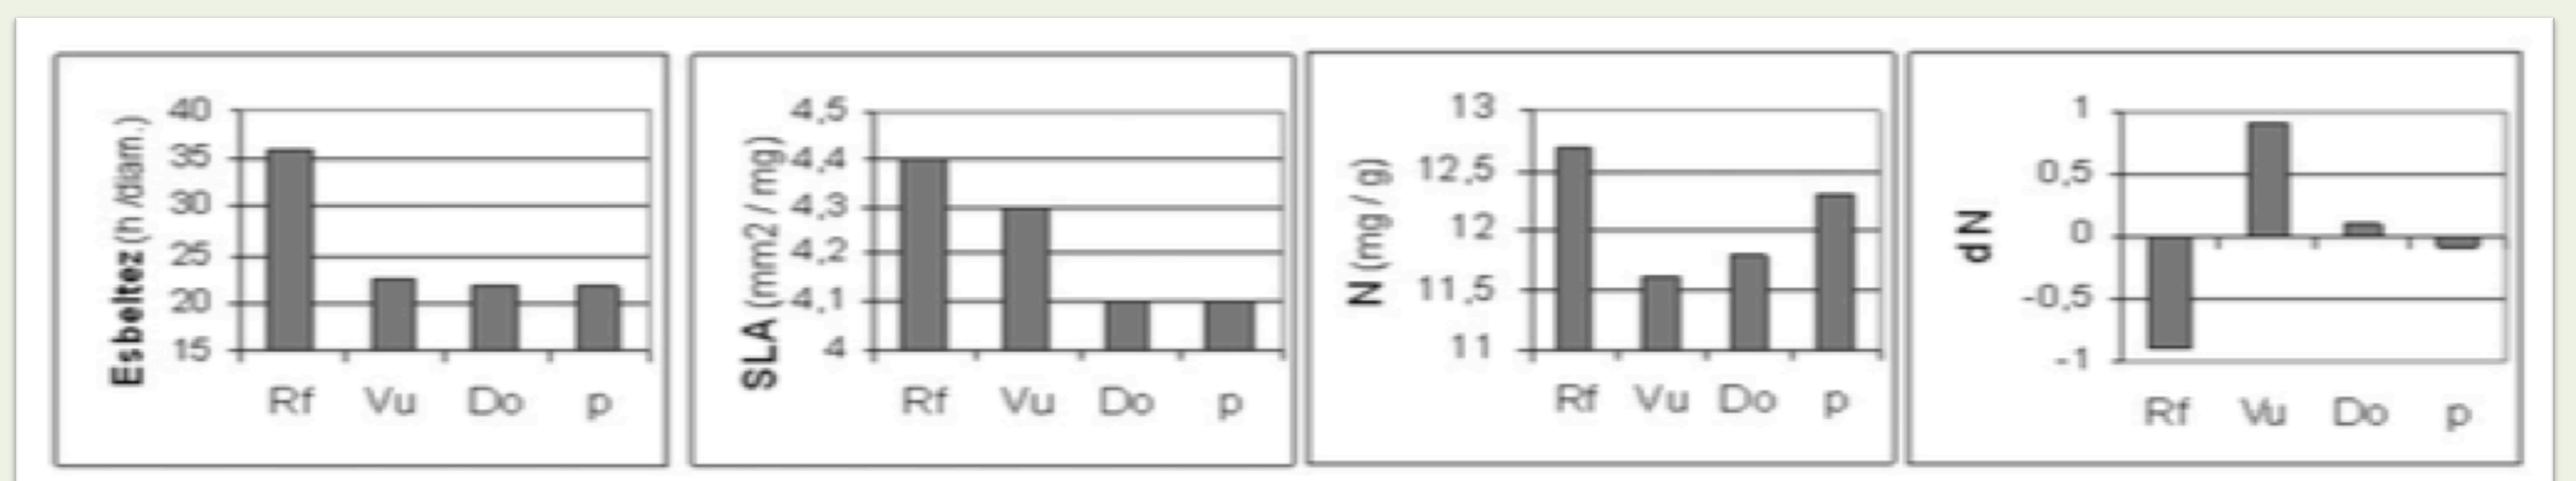 Esbeltez (h /diam.)
40
35
30
25
20
15
Rf Vu Do p
SLA (mm2 / mg)
4,5
4,4
4,3
4,2
4,1
4
Rf Vu Do p
N (mg / g)
13
12,5
12
11,5
11
Rf Vu Do p
d N
1
0,5
0
-0,5
-1
Rf Vu Do p